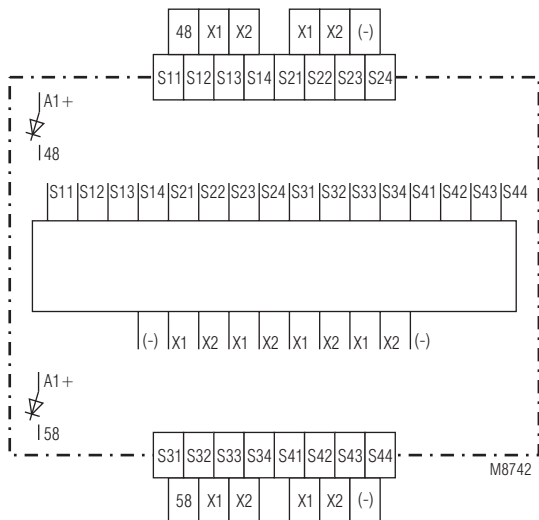 48 X1 X2 X1 X2 (-)
S11 S12 S13 S14 S21 S22 S23 S24
A1+
48
S11 S12 S13 S14 S21 S22 S23 S24 S31 S32 S33 S34 S41 S42 S43 S44
(-) X1 X2 X1 X2 X1 X2 X1 X2 (-)
A1+
58
S31 S32 S33 S34 S41 S42 S43 S44
M8742
58 X1 X2 X1 X2 (-)